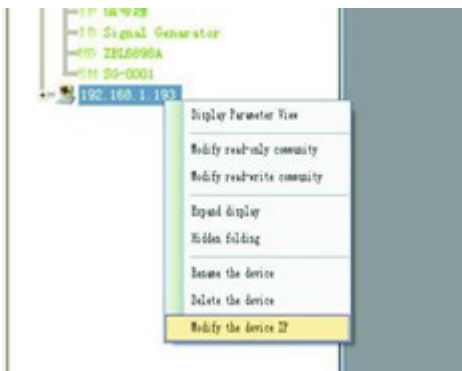 Signal Generator
ZBL6898A
SG-0001
192.168.1.193
Display Parameter View
Modify read-only community
Modify read-write community
Expand display
Hidden folding
Rename the device
Delete the device
Modify the device IP